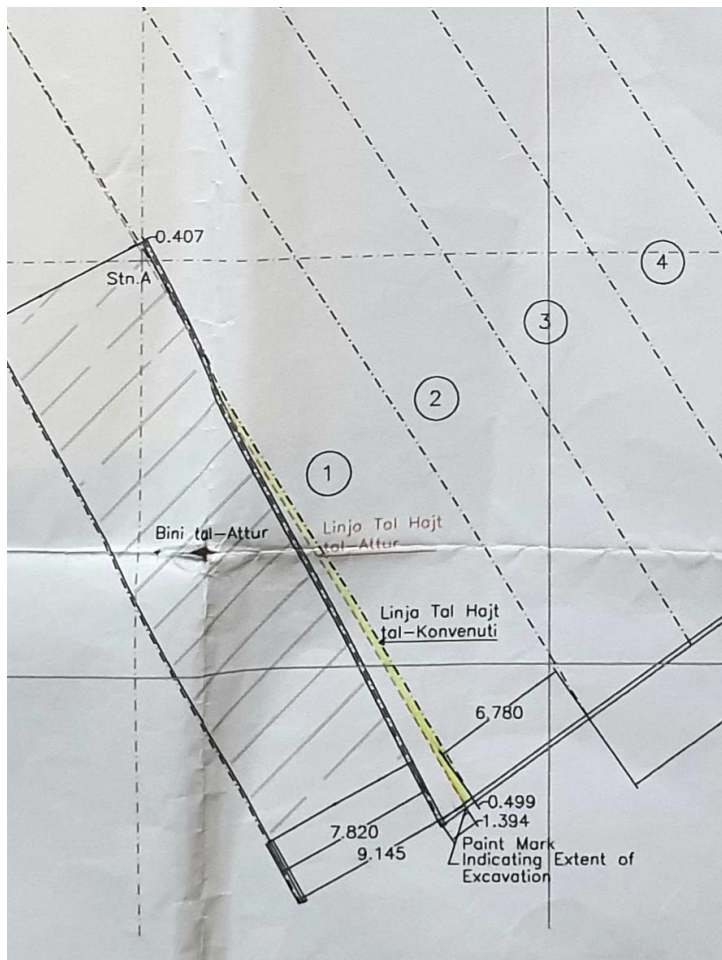 0.407
Stn.A
4
3
2
1
Bini tal-Attur
Linja Tal Hajt
tal-Attur
Linja Tal Hajt
tal-Konvenuti
6.780
0.499
1.394
7.820
9.145
Paint Mark
Indicating Extent of
Excavation